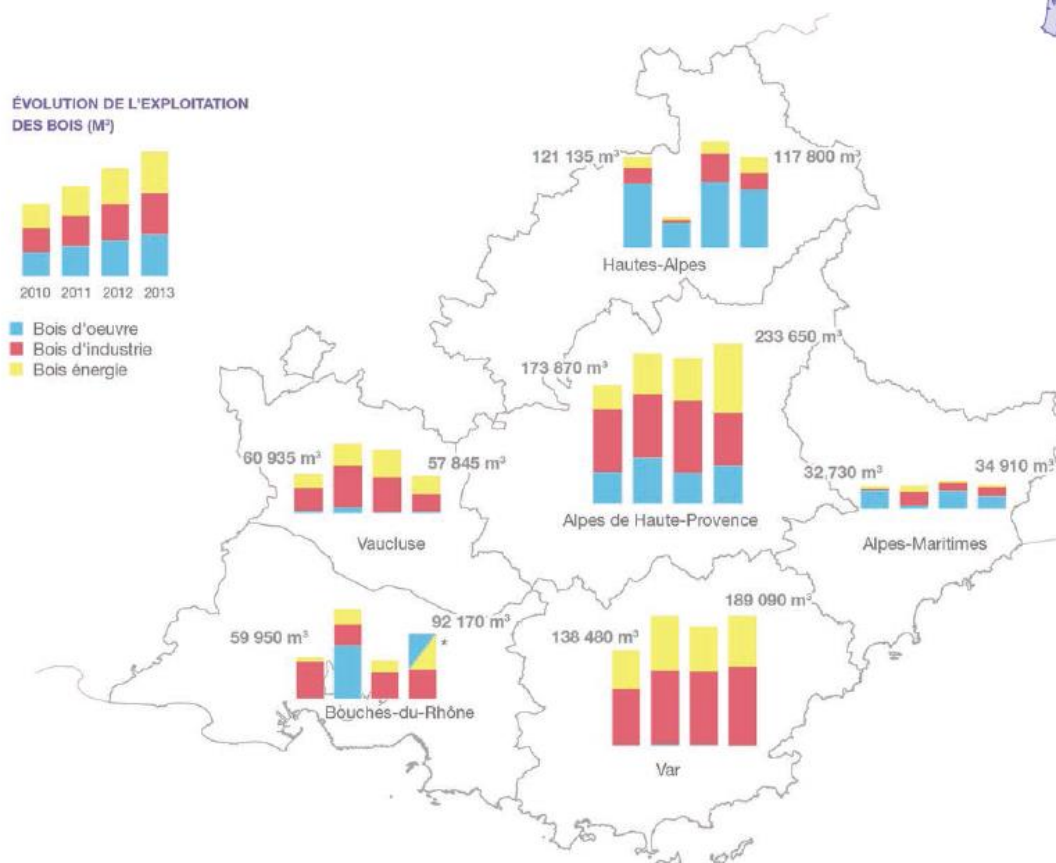 ÉVOLUTION DE L'EXPLOITATION
DES BOIS (M³)
2010 2011 2012 2013
Bois d'oeuvre
Bois d'industrie
Bois énergie
121 135 m³
117 800 m³
Hautes-Alpes
173 870 m³
233 650 m³
Alpes de Haute-Provence
60 935 m³
57 845 m³
Vaucluse
32,730 m³
34 910 m³
Alpes-Maritimes
59 950 m³
92 170 m³
*
Bouches-du-Rhône
138 480 m³
189 090 m³
Var